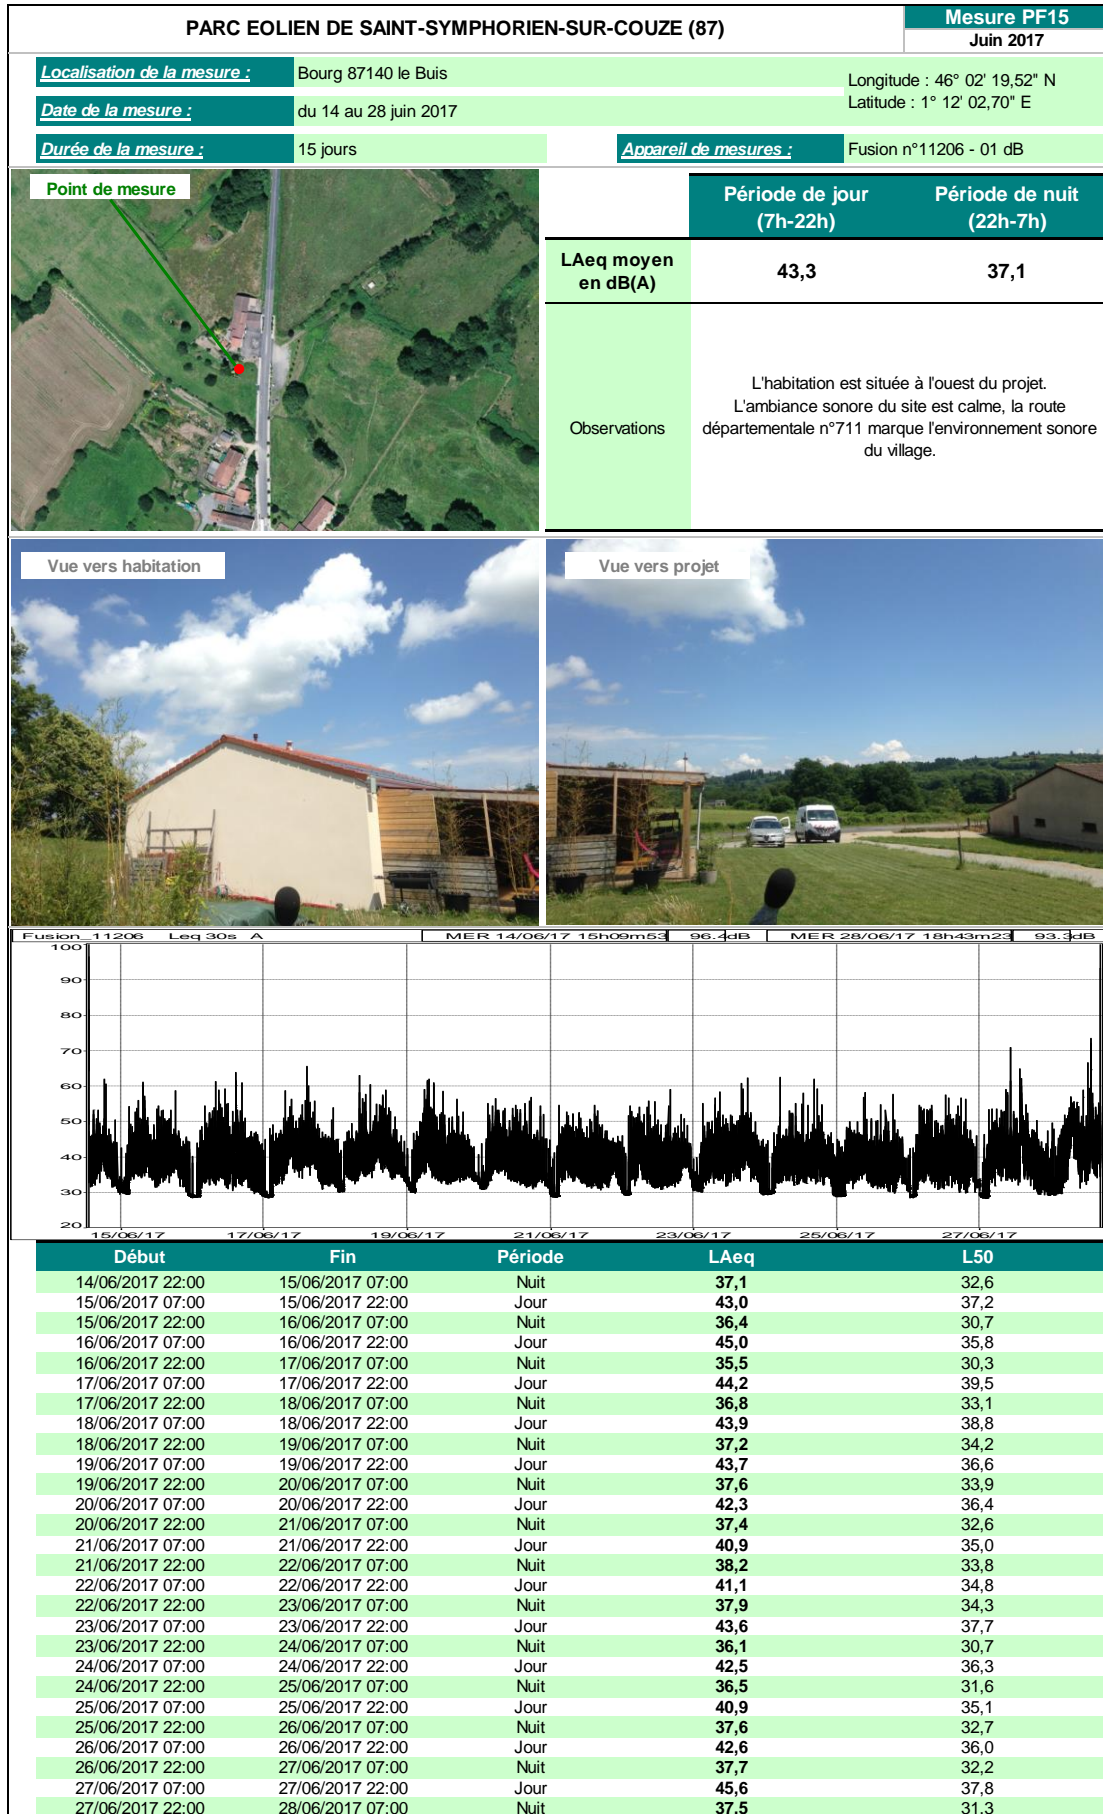 PARC EOLIEN DE SAINT-SYMPHORIEN-SUR-COUZE (87)
Mesure PF15
Juin 2017
Localisation de la mesure :
Bourg 87140 le Buis
Longitude : 46° 02' 19,52" N
Latitude : 1° 12' 02,70" E
Date de la mesure :
du 14 au 28 juin 2017
Durée de la mesure :
15 jours
Appareil de mesures :
Fusion n°11206 - 01 dB
Point de mesure
Période de jour
(7h-22h)
Période de nuit
(22h-7h)
LAeq moyen
en dB(A)
43,3
37,1
Observations
L'habitation est située à l'ouest du projet.
L'ambiance sonore du site est calme, la route
départementale n°711 marque l'environnement sonore
du village.
Vue vers habitation
Vue vers projet
Fusion_11206 Leq 30s A MER 14/06/17 15h09m53 96.4dB MER 28/06/17 18h43m23 93.3dB
100
90
80
70
60
50
40
30
20
15/06/17 17/06/17 19/06/17 21/06/17 23/06/17 25/06/17 27/06/17
Début Fin Période LAeq L50
14/06/2017 22:00 15/06/2017 07:00 Nuit 37,1 32,6
15/06/2017 07:00 15/06/2017 22:00 Jour 43,0 37,2
15/06/2017 22:00 16/06/2017 07:00 Nuit 36,4 30,7
16/06/2017 07:00 16/06/2017 22:00 Jour 45,0 35,8
16/06/2017 22:00 17/06/2017 07:00 Nuit 35,5 30,3
17/06/2017 07:00 17/06/2017 22:00 Jour 44,2 39,5
17/06/2017 22:00 18/06/2017 07:00 Nuit 36,8 33,1
18/06/2017 07:00 18/06/2017 22:00 Jour 43,9 38,8
18/06/2017 22:00 19/06/2017 07:00 Nuit 37,2 34,2
19/06/2017 07:00 19/06/2017 22:00 Jour 43,7 36,6
19/06/2017 22:00 20/06/2017 07:00 Nuit 37,6 33,9
20/06/2017 07:00 20/06/2017 22:00 Jour 42,3 36,4
20/06/2017 22:00 21/06/2017 07:00 Nuit 37,4 32,6
21/06/2017 07:00 21/06/2017 22:00 Jour 40,9 35,0
21/06/2017 22:00 22/06/2017 07:00 Nuit 38,2 33,8
22/06/2017 07:00 22/06/2017 22:00 Jour 41,1 34,8
22/06/2017 22:00 23/06/2017 07:00 Nuit 37,9 34,3
23/06/2017 07:00 23/06/2017 22:00 Jour 43,6 37,7
23/06/2017 22:00 24/06/2017 07:00 Nuit 36,1 30,7
24/06/2017 07:00 24/06/2017 22:00 Jour 42,5 36,3
24/06/2017 22:00 25/06/2017 07:00 Nuit 36,5 31,6
25/06/2017 07:00 25/06/2017 22:00 Jour 40,9 35,1
25/06/2017 22:00 26/06/2017 07:00 Nuit 37,6 32,7
26/06/2017 07:00 26/06/2017 22:00 Jour 42,6 36,0
26/06/2017 22:00 27/06/2017 07:00 Nuit 37,7 32,2
27/06/2017 07:00 27/06/2017 22:00 Jour 45,6 37,8
27/06/2017 22:00 28/06/2017 07:00 Nuit 37,5 31,3